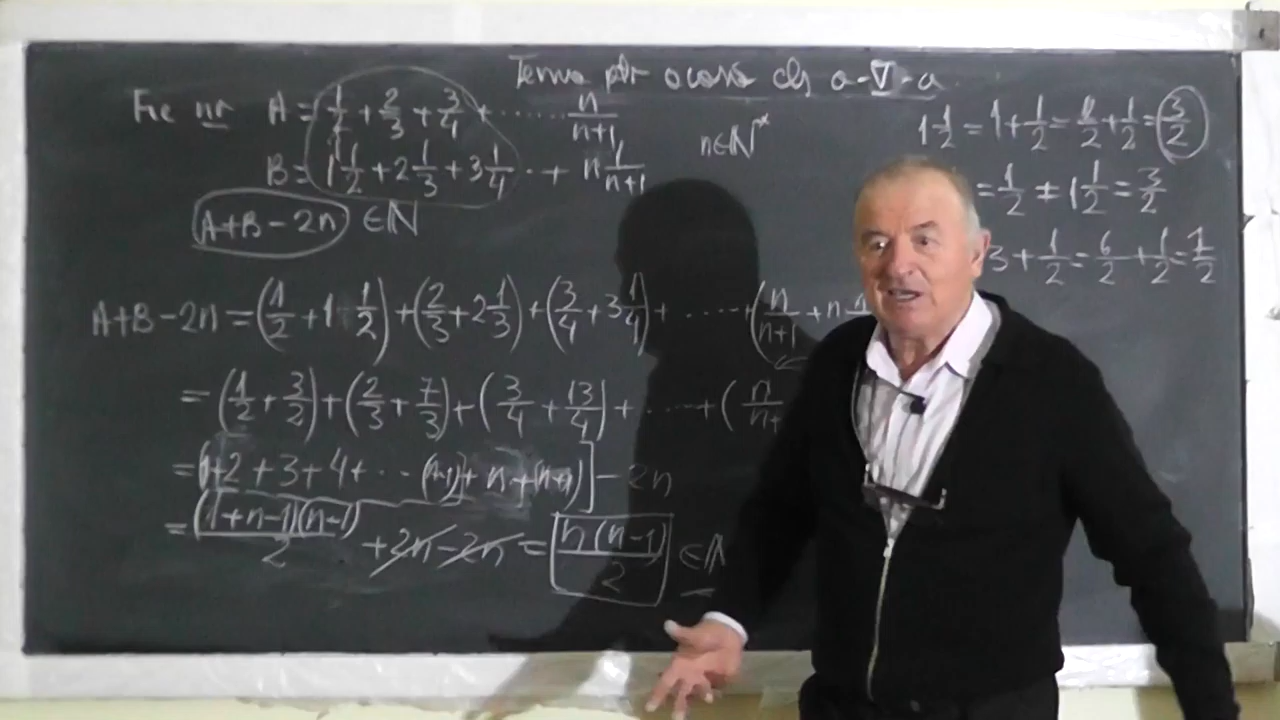 Temă ptr acasă cls a-V-a
Fie nr A = 1/2 + 2/3 + 3/4 + ...... n/(n+1)
B = 1 1/2 + 2 1/3 + 3 1/4 ..+ n 1/(n+1)
n∈ℕ*
A+B-2n ∈ℕ
A+B-2n = (1/2 + 1 1/2) + (2/3 + 2 1/3) + (3/4 + 3 1/4) + .....+ (n/(n+1) + n
= (1/2 + 3/2) + (2/3 + 7/3) + (3/4 + 13/4) + .....+ (n/n+
= [1+2+3+4+... (n-1)+ n+(n+1)] - 2n
= (1+n-1)(n-1)/2 + 2n - 2n = n(n-1)/2 ∈ℕ
1 1/2 = 1 + 1/2 = 2/2 + 1/2 = 3/2
= 1/2 + 1 1/2 = 3/2
3 + 1/2 = 6/2 + 1/2 = 7/2